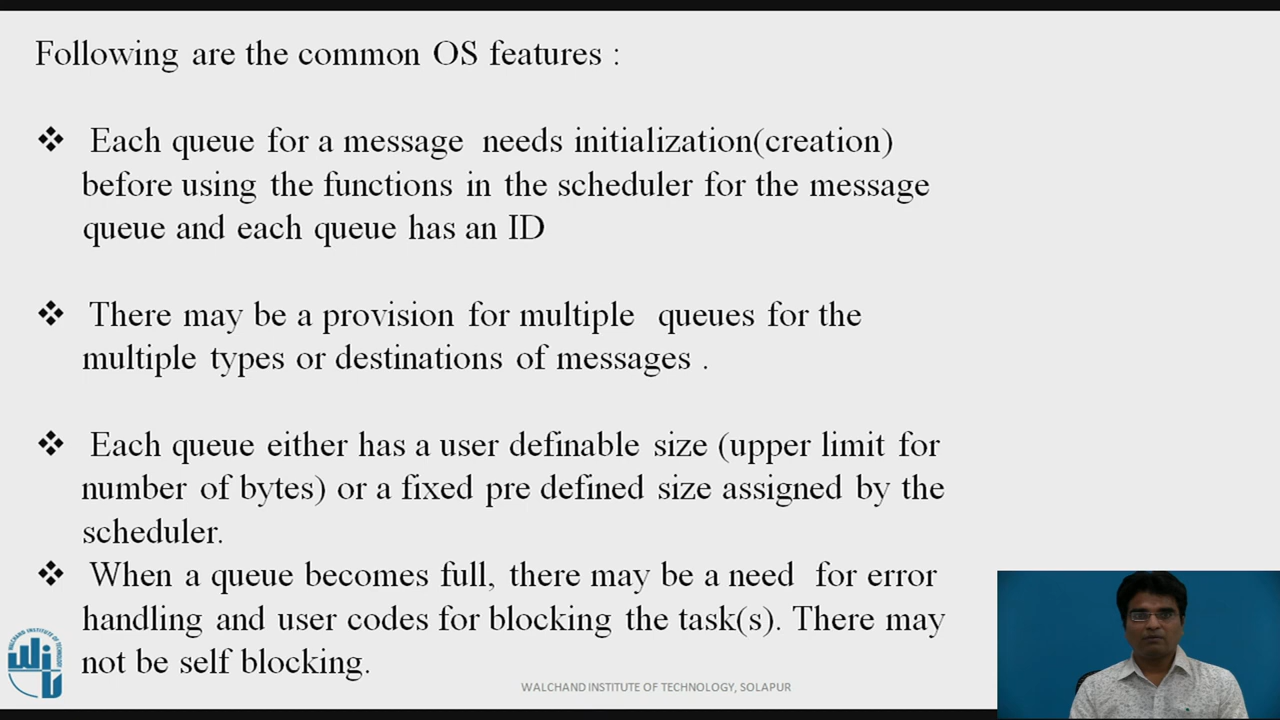 Following are the common OS features :
❖ Each queue for a message needs initialization(creation)
before using the functions in the scheduler for the message
queue and each queue has an ID
❖ There may be a provision for multiple queues for the
multiple types or destinations of messages .
❖ Each queue either has a user definable size (upper limit for
number of bytes) or a fixed pre defined size assigned by the
scheduler.
❖ When a queue becomes full, there may be a need for error
handling and user codes for blocking the task(s). There may
not be self blocking.
WALCHAND INSTITUTE OF TECHNOLOGY
WIT
WALCHAND INSTITUTE OF TECHNOLOGY, SOLAPUR